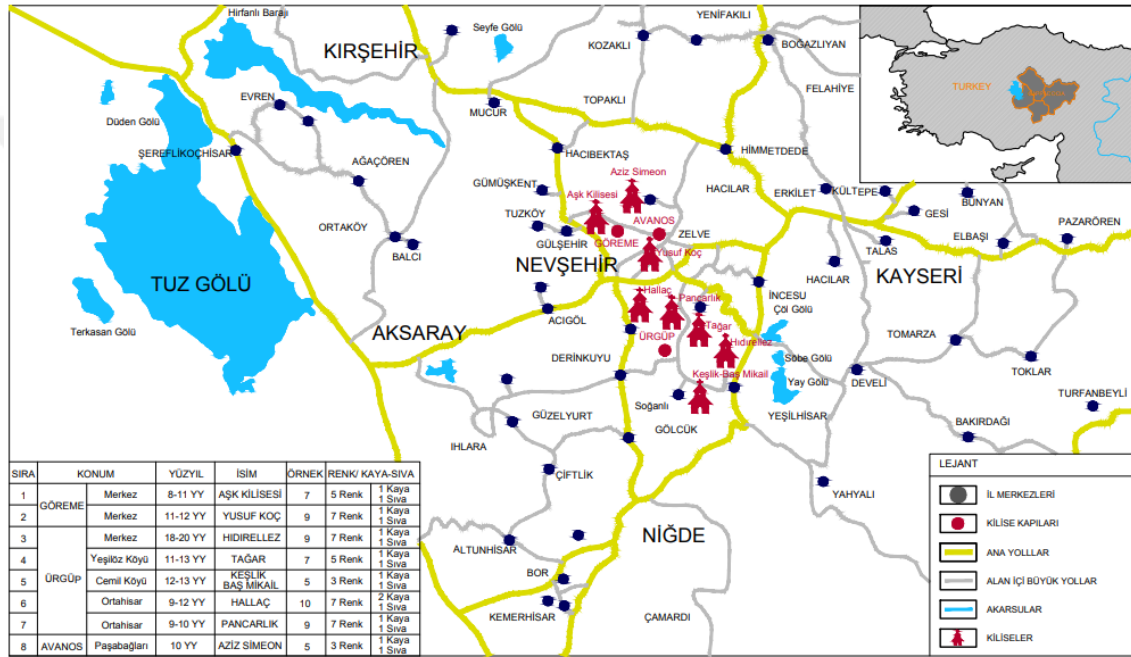 Hirfanlı Barajı
KIRŞEHİR
Seyfe Gölü
KOZAKLI
YENİFAKILI
BOĞAZLIYAN
FELAHİYE
TURKEY
EVREN
Düden Gölü
MUCUR
TOPAKLI
ŞEREFLİKOÇHİSAR
AĞAÇÖREN
HACIBEKTAŞ
HİMMETDEDE
Aziz Simeon
GÜMÜŞKENT
Aşk Kilisesi
HACILAR
ERKİLET
KÜLTEPE
BÜNYAN
TUZKÖY
AVANOS
GESİ
PAZARÖREN
ORTAKÖY
GÖREME
ZELVE
GÜLŞEHİR
TALAS
ELBAŞI
BALCI
Yusuf Koç
NEVŞEHİR
HACILAR
KAYSERİ
TUZ GÖLÜ
Hallaç
Pancarlık
İNCESU
Çöl Gölü
Terkasan Gölü
ACIGÖL
Tağar
AKSARAY
ÜRGÜP
Hıdırellez
TOMARZA
DERİNKUYU
Söbe Gölü
TOKLAR
Keşlik-Baş Mikail
Yay Gölü
DEVELİ
TURFANBEYLİ
Soğanlı
GÜZELYURT
GÖLCÜK
YEŞİLHİSAR
BAKIRDAĞI
IHLARA
ÇİFTLİK
YAHYALI
NİĞDE
ALTUNHİSAR
BOR
KEMERHİSAR
ÇAMARDI
SIRA KONUM YÜZYIL İSİM ÖRNEK RENK/ KAYA-SIVA
1 GÖREME Merkez 8-11 YY AŞK KİLİSESİ 7 5 Renk 1 Kaya 1 Sıva
2 Merkez 11-12 YY YUSUF KOÇ 9 7 Renk 1 Kaya 1 Sıva
3 ÜRGÜP Merkez 18-20 YY HIDIRELLEZ 9 7 Renk 1 Kaya 1 Sıva
4 Yeşilöz Köyü 11-13 YY TAĞAR 7 5 Renk 1 Kaya 1 Sıva
5 Cemil Köyü 12-13 YY KEŞLİK BAŞ MİKAİL 5 3 Renk 1 Kaya 1 Sıva
6 Ortahisar 9-12 YY HALLAÇ 10 7 Renk 2 Kaya 1 Sıva
7 Ortahisar 9-10 YY PANCARLIK 9 7 Renk 1 Kaya 1 Sıva
8 AVANOS Paşabağları 10 YY AZİZ SİMEON 5 3 Renk 1 Kaya 1 Sıva
LEJANT
İL MERKEZLERİ
KİLİSE KAPILARI
ANA YOLLLAR
ALAN İÇİ BÜYÜK YOLLAR
AKARSULAR
KİLİSELER